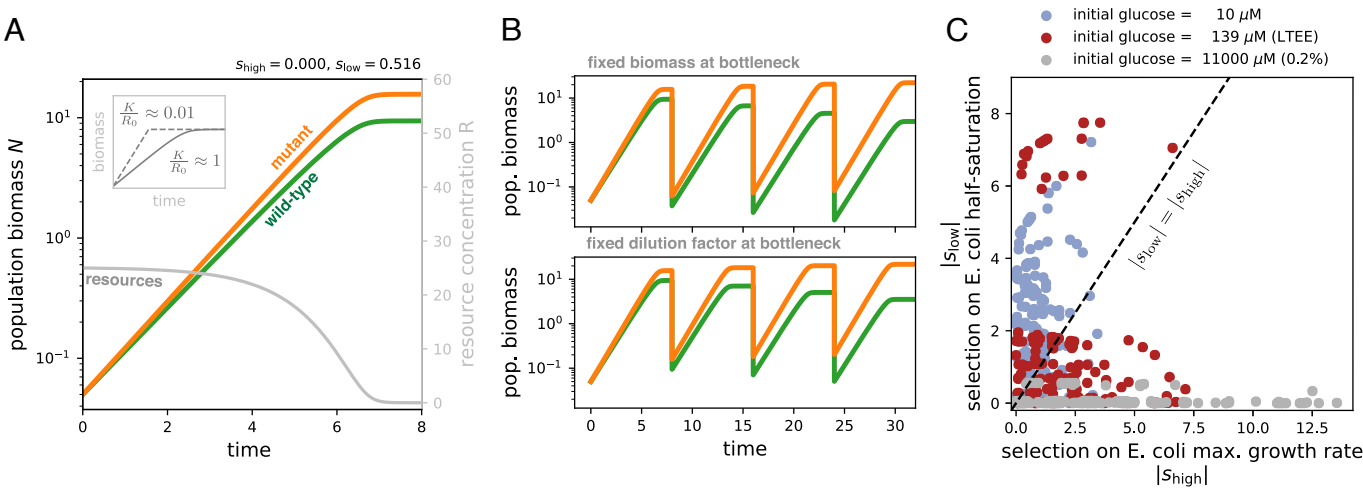 A
s_high = 0.000, s_low = 0.516
population biomass N
10^1
10^0
10^−1
0
2
4
6
8
time
60
50
40
30
20
10
0
resource concentration R
K/R_0 ≈ 0.01
K/R_0 ≈ 1
biomass
time
mutant
wild-type
resources
B
fixed biomass at bottleneck
pop. biomass
10^1
10^−1
fixed dilution factor at bottleneck
pop. biomass
10^1
10^0
10^−1
0
5
10
15
20
25
30
time
C
initial glucose = 10 μM
initial glucose = 139 μM (LTEE)
initial glucose = 11000 μM (0.2%)
|s_low|
selection on E. coli half-saturation
8
6
4
2
0
|s_low| = |s_high|
0.0
2.5
5.0
7.5
10.0
12.5
selection on E. coli max. growth rate
|s_high|